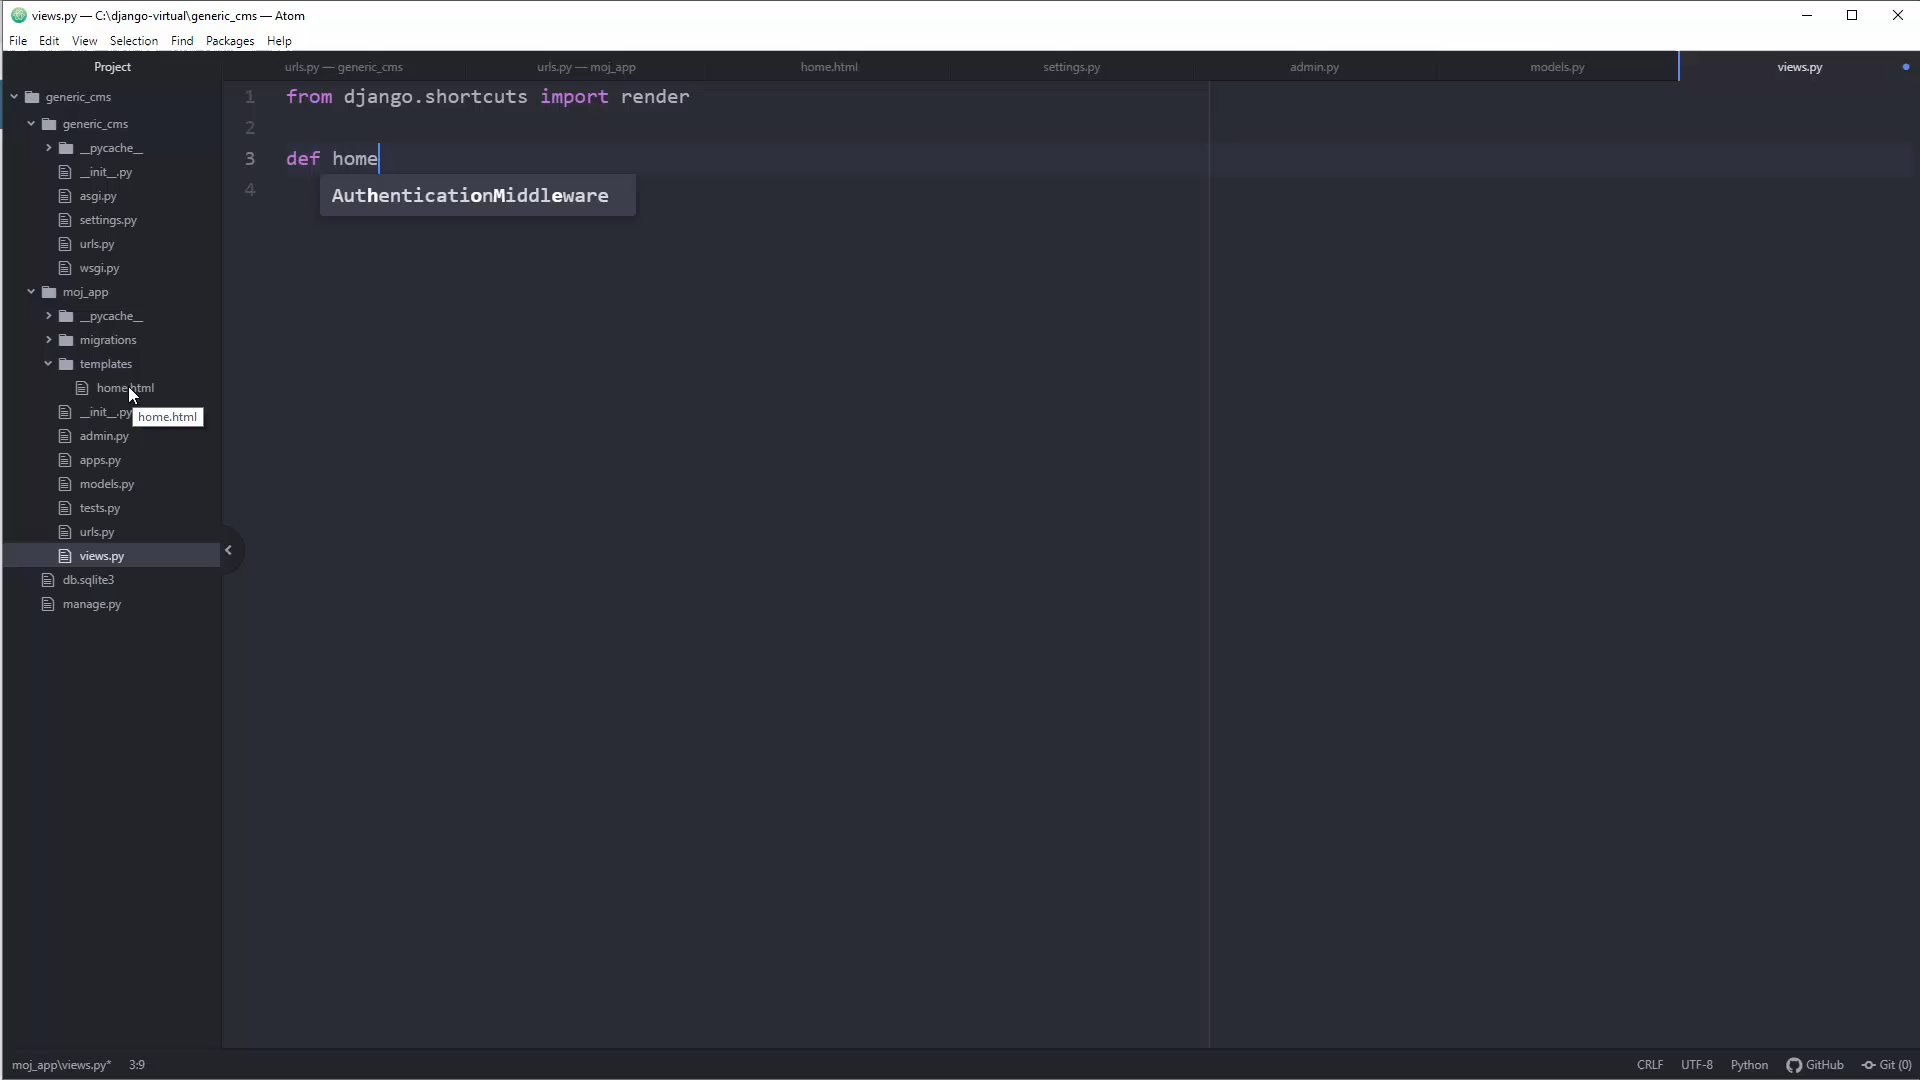 views.py — C:\django-virtual\generic_cms — Atom
File Edit View Selection Find Packages Help
Project
urls.py — generic_cms
urls.py — moj_app
home.html
settings.py
admin.py
models.py
views.py
generic_cms
generic_cms
__pycache__
__init__.py
asgi.py
settings.py
urls.py
wsgi.py
moj_app
__pycache__
migrations
templates
home.html
__init__.py
home.html
admin.py
apps.py
models.py
tests.py
urls.py
views.py
db.sqlite3
manage.py
1 from django.shortcuts import render
2
3 def home
4
AuthenticationMiddleware
moj_app\views.py* 3:9
CRLF UTF-8 Python GitHub Git (0)